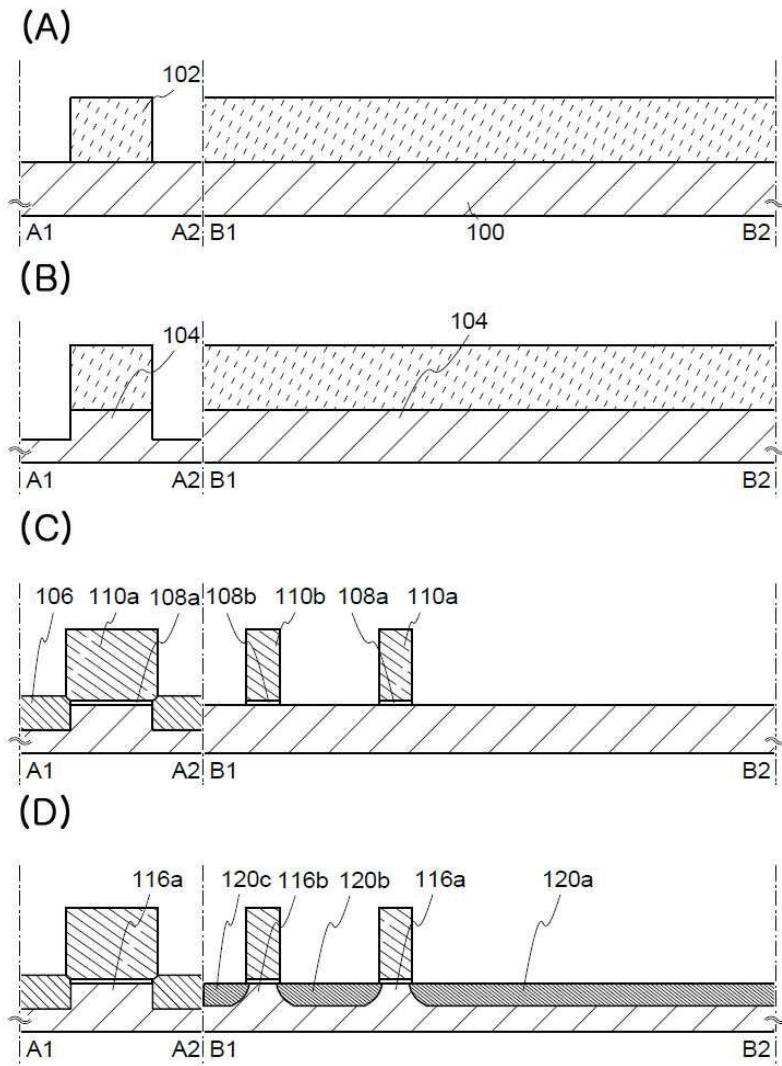 (A)
102
A1 A2 B1 100 B2
(B)
104 104
A1 A2 B1 B2
(C)
106 110a 108a 108b 110b 108a 110a
A1 A2 B1 B2
(D)
116a 120c 116b 120b 116a 120a
A1 A2 B1 B2